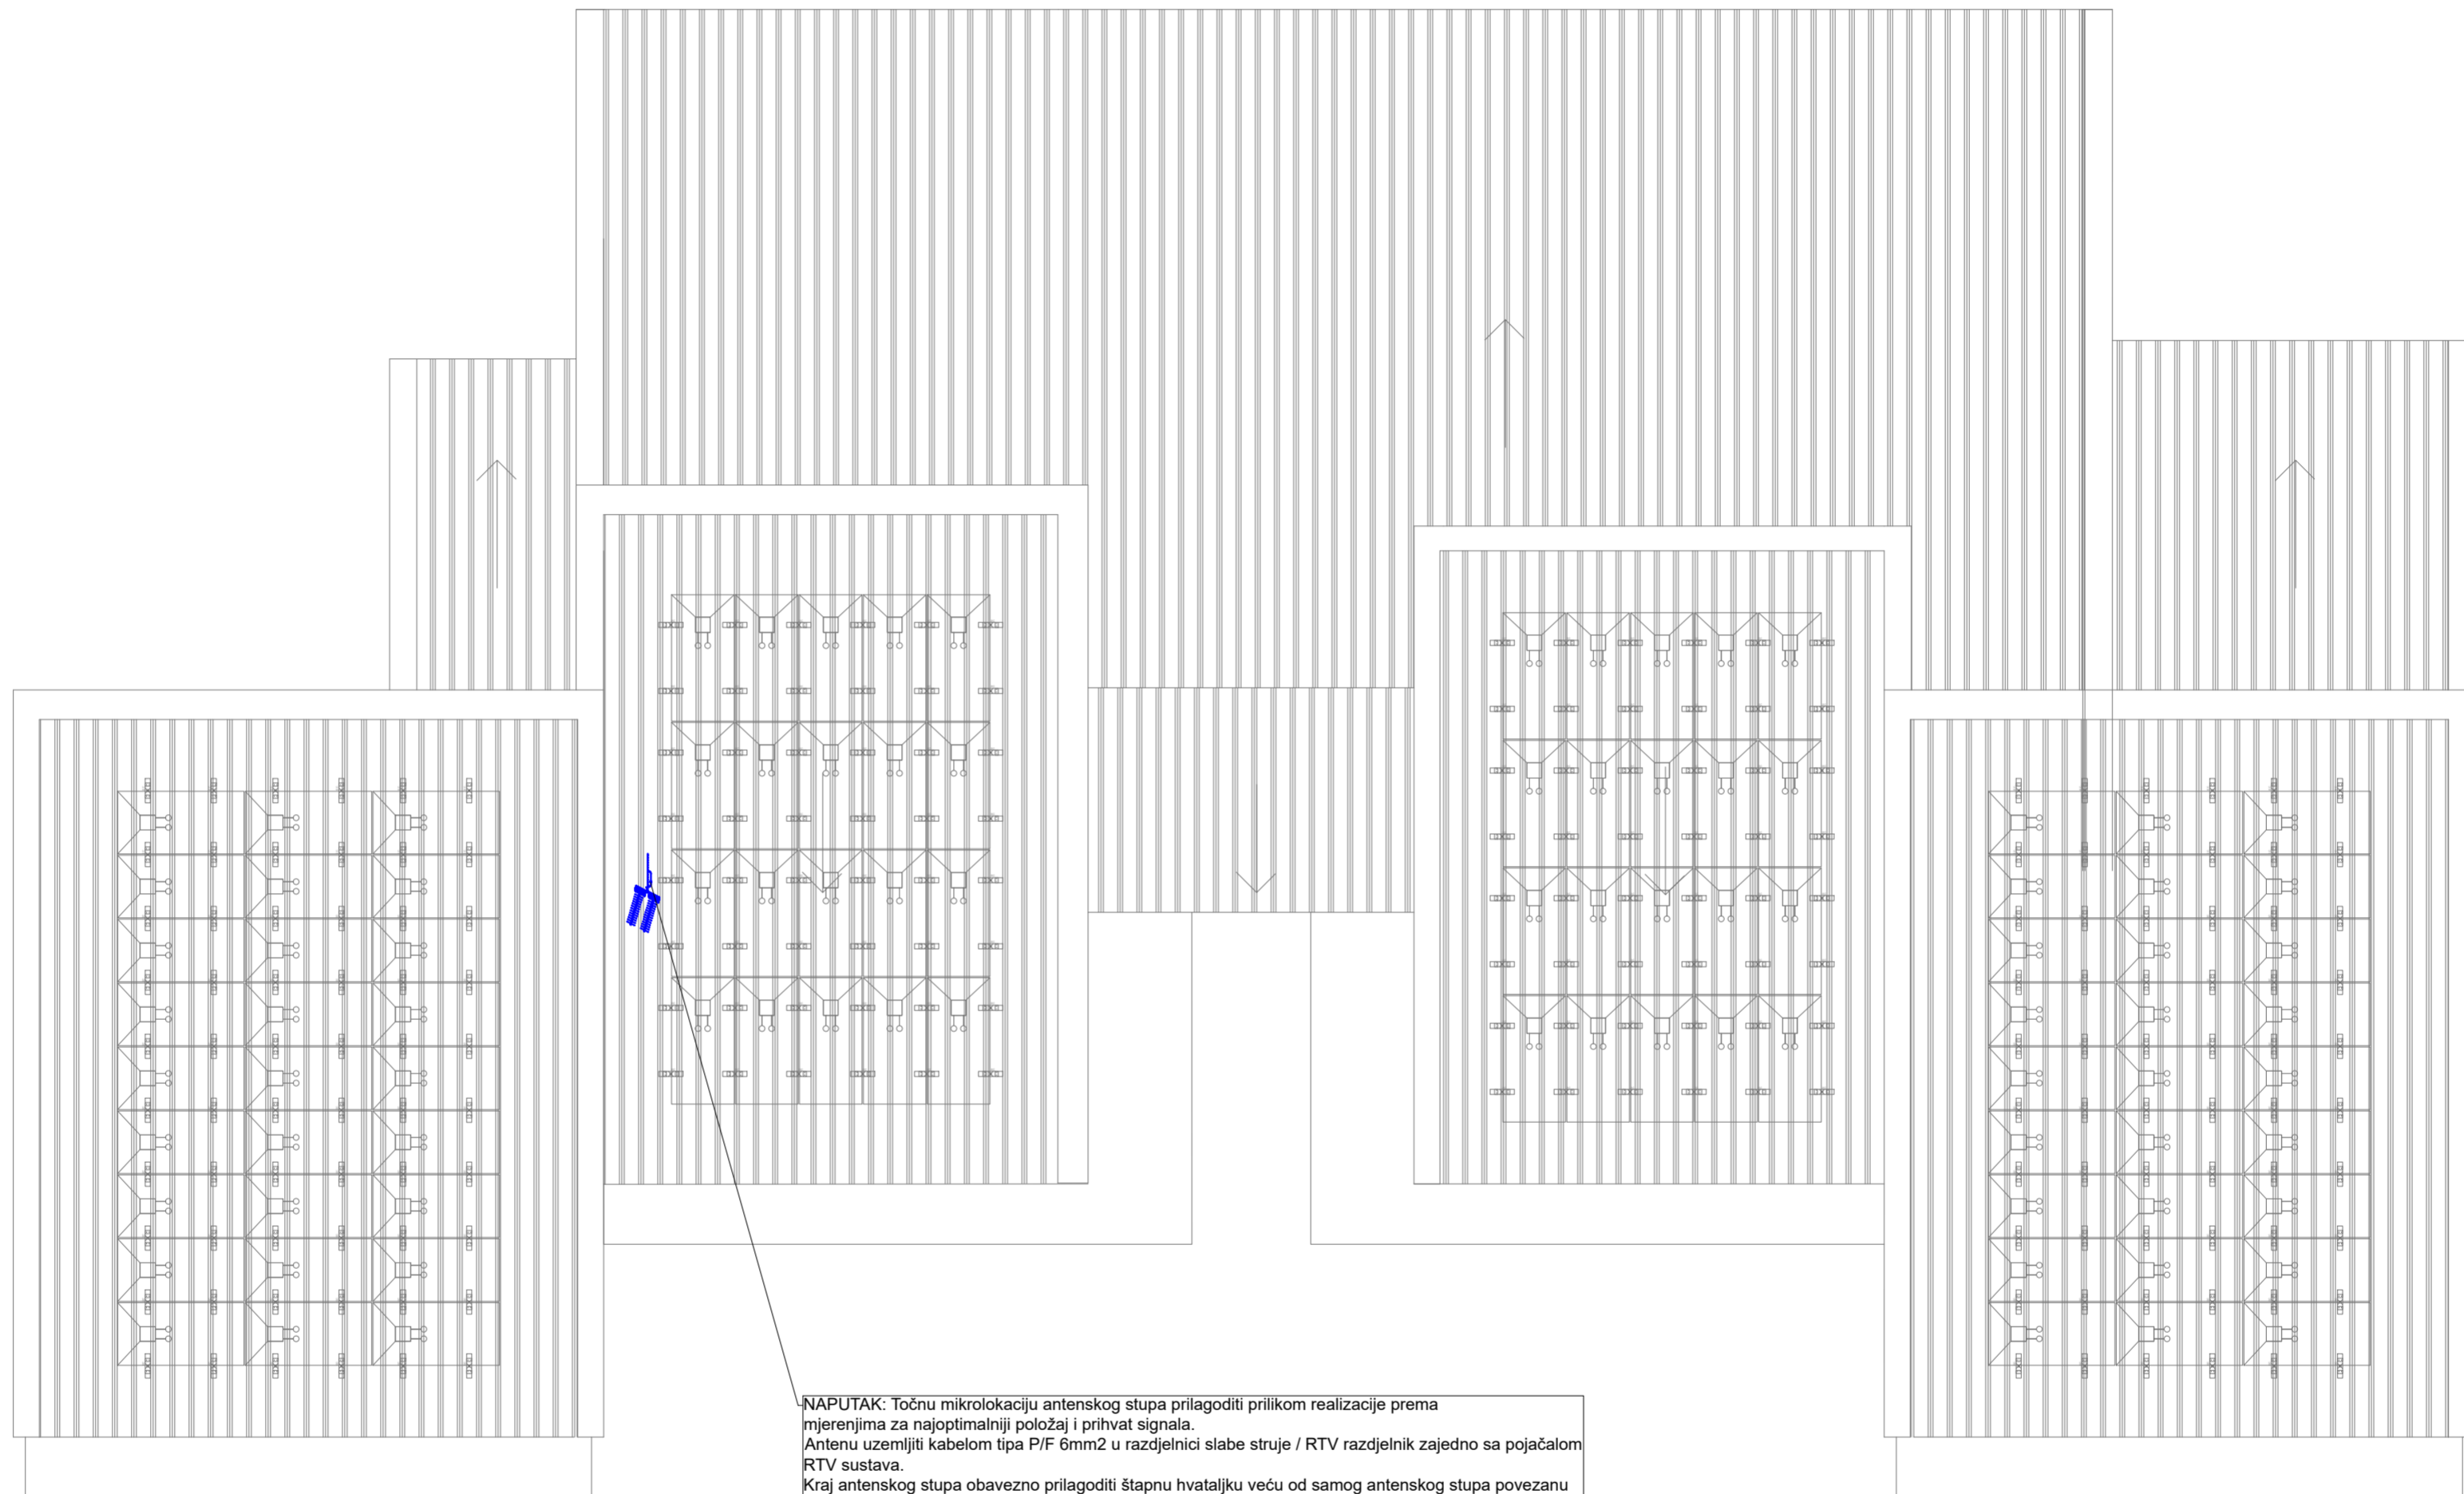 NAPUTAK: Točnu mikrolokaciju antenskog stupa prilagoditi prilikom realizacije prema
mjerenjima za najoptimalniji položaj i prihvat signala.
Antenu uzemljiti kabelom tipa P/F 6mm2 u razdjelnici slabe struje / RTV razdjelnik zajedno sa pojačalom
RTV sustava.
Kraj antenskog stupa obavezno prilagoditi štapnu hvataljku veću od samog antenskog stupa povezanu